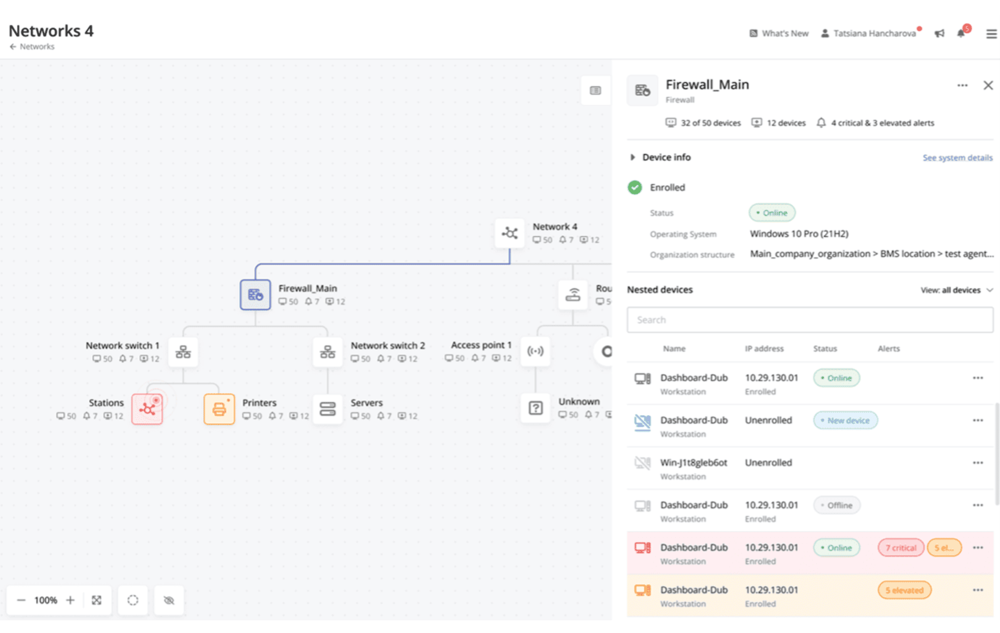 Networks 4
Networks
What's New
Tatsiana Hancharova
5
Network 4
50 7 12
Firewall_Main
50 7 12
Rou
Network switch 1
50 7 12
Network switch 2
50 7 12
Access point 1
50 7 12
Stations
50 7 12
Printers
50 7 12
Servers
50 7 12
Unknown
50 7
100%
Firewall_Main
Firewall
32 of 50 devices 12 devices 4 critical & 3 elevated alerts
Device info See system details
Enrolled
Status Online
Operating System Windows 10 Pro (21H2)
Organization structure Main_company_organization > BMS location > test agent...
Nested devices View: all devices
Search
Name IP address Status Alerts
Dashboard-Dub 10.29.130.01 Online
Workstation Enrolled
Dashboard-Dub Unenrolled New device
Workstation
Win-J1t8gleb6ot Unenrolled
Workstation
Dashboard-Dub 10.29.130.01 Offline
Workstation Enrolled
Dashboard-Dub 10.29.130.01 Online 7 critical 5 el...
Workstation Enrolled
Dashboard-Dub 10.29.130.01 5 elevated
Workstation Enrolled